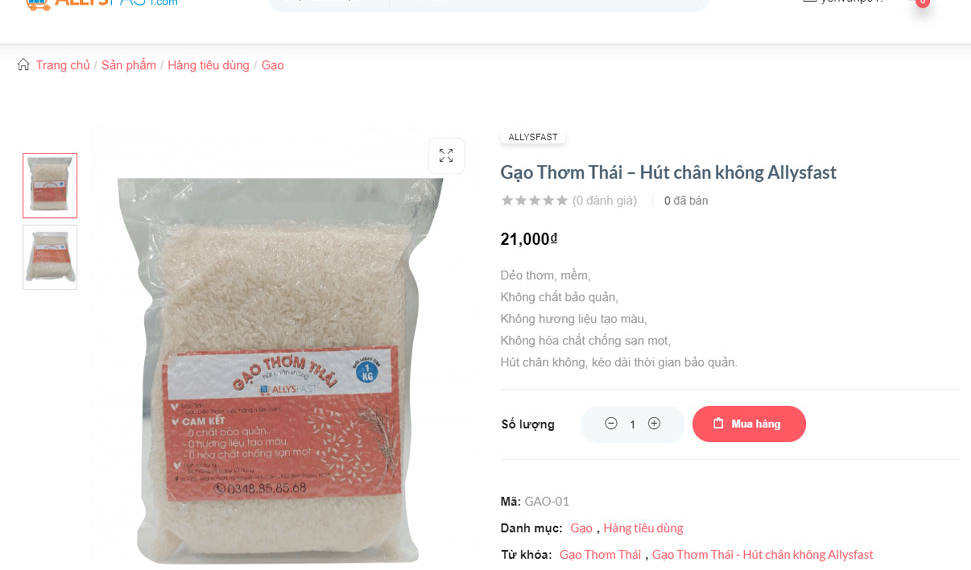 ALLYSFAST.com
0
Trang chủ / Sản phẩm / Hàng tiêu dùng / Gạo
ALLYSFAST
Gạo Thơm Thái – Hút chân không Allysfast
(0 đánh giá) 0 đã bán
21,000₫
Dẻo thơm, mềm,
Không chất bảo quản,
Không hương liệu tạo màu,
Không hóa chất chống sạn mọt,
Hút chân không, kéo dài thời gian bảo quản.
Số lượng 1 Mua hàng
Mã: GAO-01
Danh mục: Gạo , Hàng tiêu dùng
Từ khóa: Gạo Thơm Thái , Gạo Thơm Thái - Hút chân không Allysfast
GẠO THƠM THÁI
1 KG
ALLYSFAST
CAM KẾT
-0 chất bảo quản.
-0 hương liệu tạo màu.
-0 hóa chất chống sạn mọt
0348.85.85.68